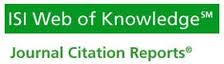 ISI Web of Knowledge℠
Journal Citation Reports®